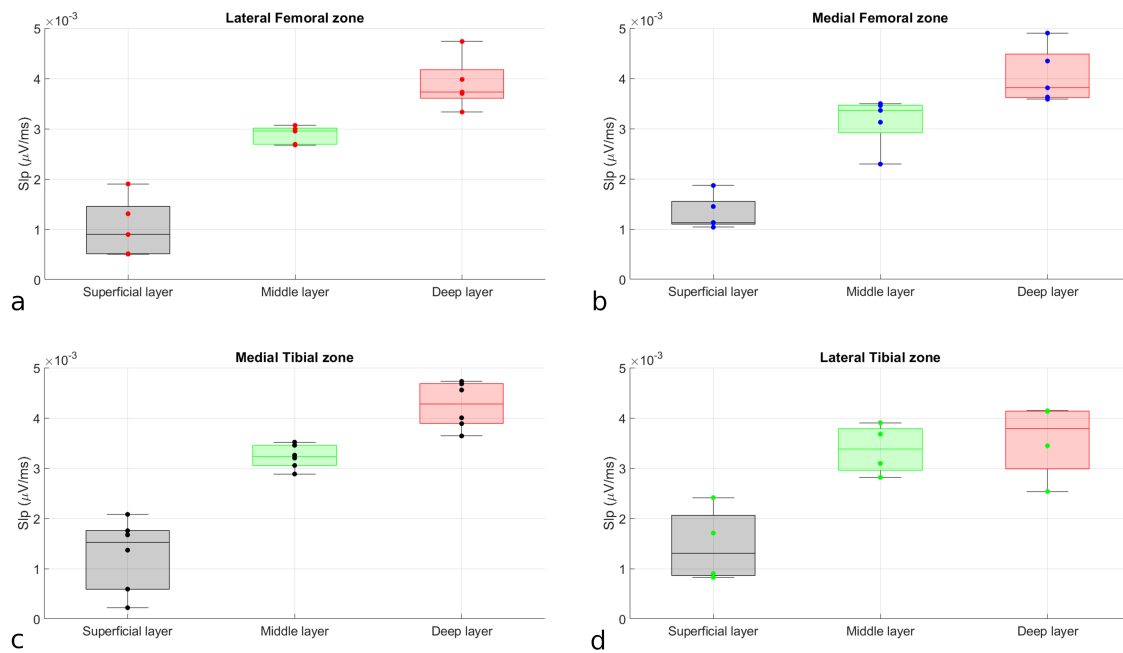 Lateral Femoral zone
×10⁻³
5
4
3
2
1
0
Slp (μV/ms)
Superficial layer
Middle layer
Deep layer
a
Medial Femoral zone
×10⁻³
5
4
3
2
1
0
Slp (μV/ms)
Superficial layer
Middle layer
Deep layer
b
Medial Tibial zone
×10⁻³
5
4
3
2
1
0
Slp (μV/ms)
Superficial layer
Middle layer
Deep layer
c
Lateral Tibial zone
×10⁻³
5
4
3
2
1
0
Slp (μV/ms)
Superficial layer
Middle layer
Deep layer
d